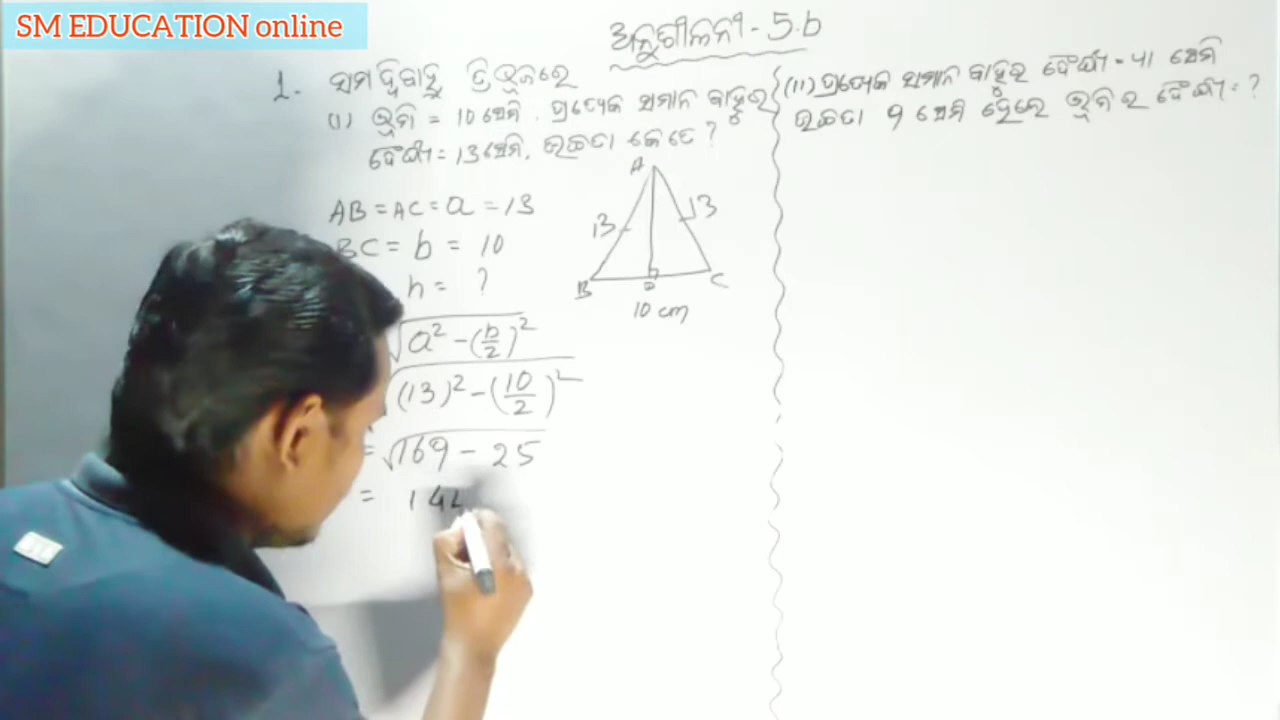 SM EDUCATION online
ଅନୁଶୀଳନୀ - 5.b
1. ସମଦ୍ୱିବାହୁ ତ୍ରିଭୁଜରେ
(i) ଭୂମି = 10 ସେମି, ପ୍ରତ୍ୟେକ ସମାନ ବାହୁର
ଦୈର୍ଘ୍ୟ = 13 ସେମି, ଉଚ୍ଚତା କେତେ ?
AB = AC = a = 13
BC = b = 10
h = ?
√a² - (b/2)²
√(13)² - (10/2)²
= √169 - 25
= 144
A
13
13
B
D
C
10 cm
(ii) ପ୍ରତ୍ୟେକ ସମାନ ବାହୁର ଦୈର୍ଘ୍ୟ = 41 ସେମି
ଉଚ୍ଚତା 9 ସେମି ହେଲେ ଭୂମିର ଦୈର୍ଘ୍ୟ = ?